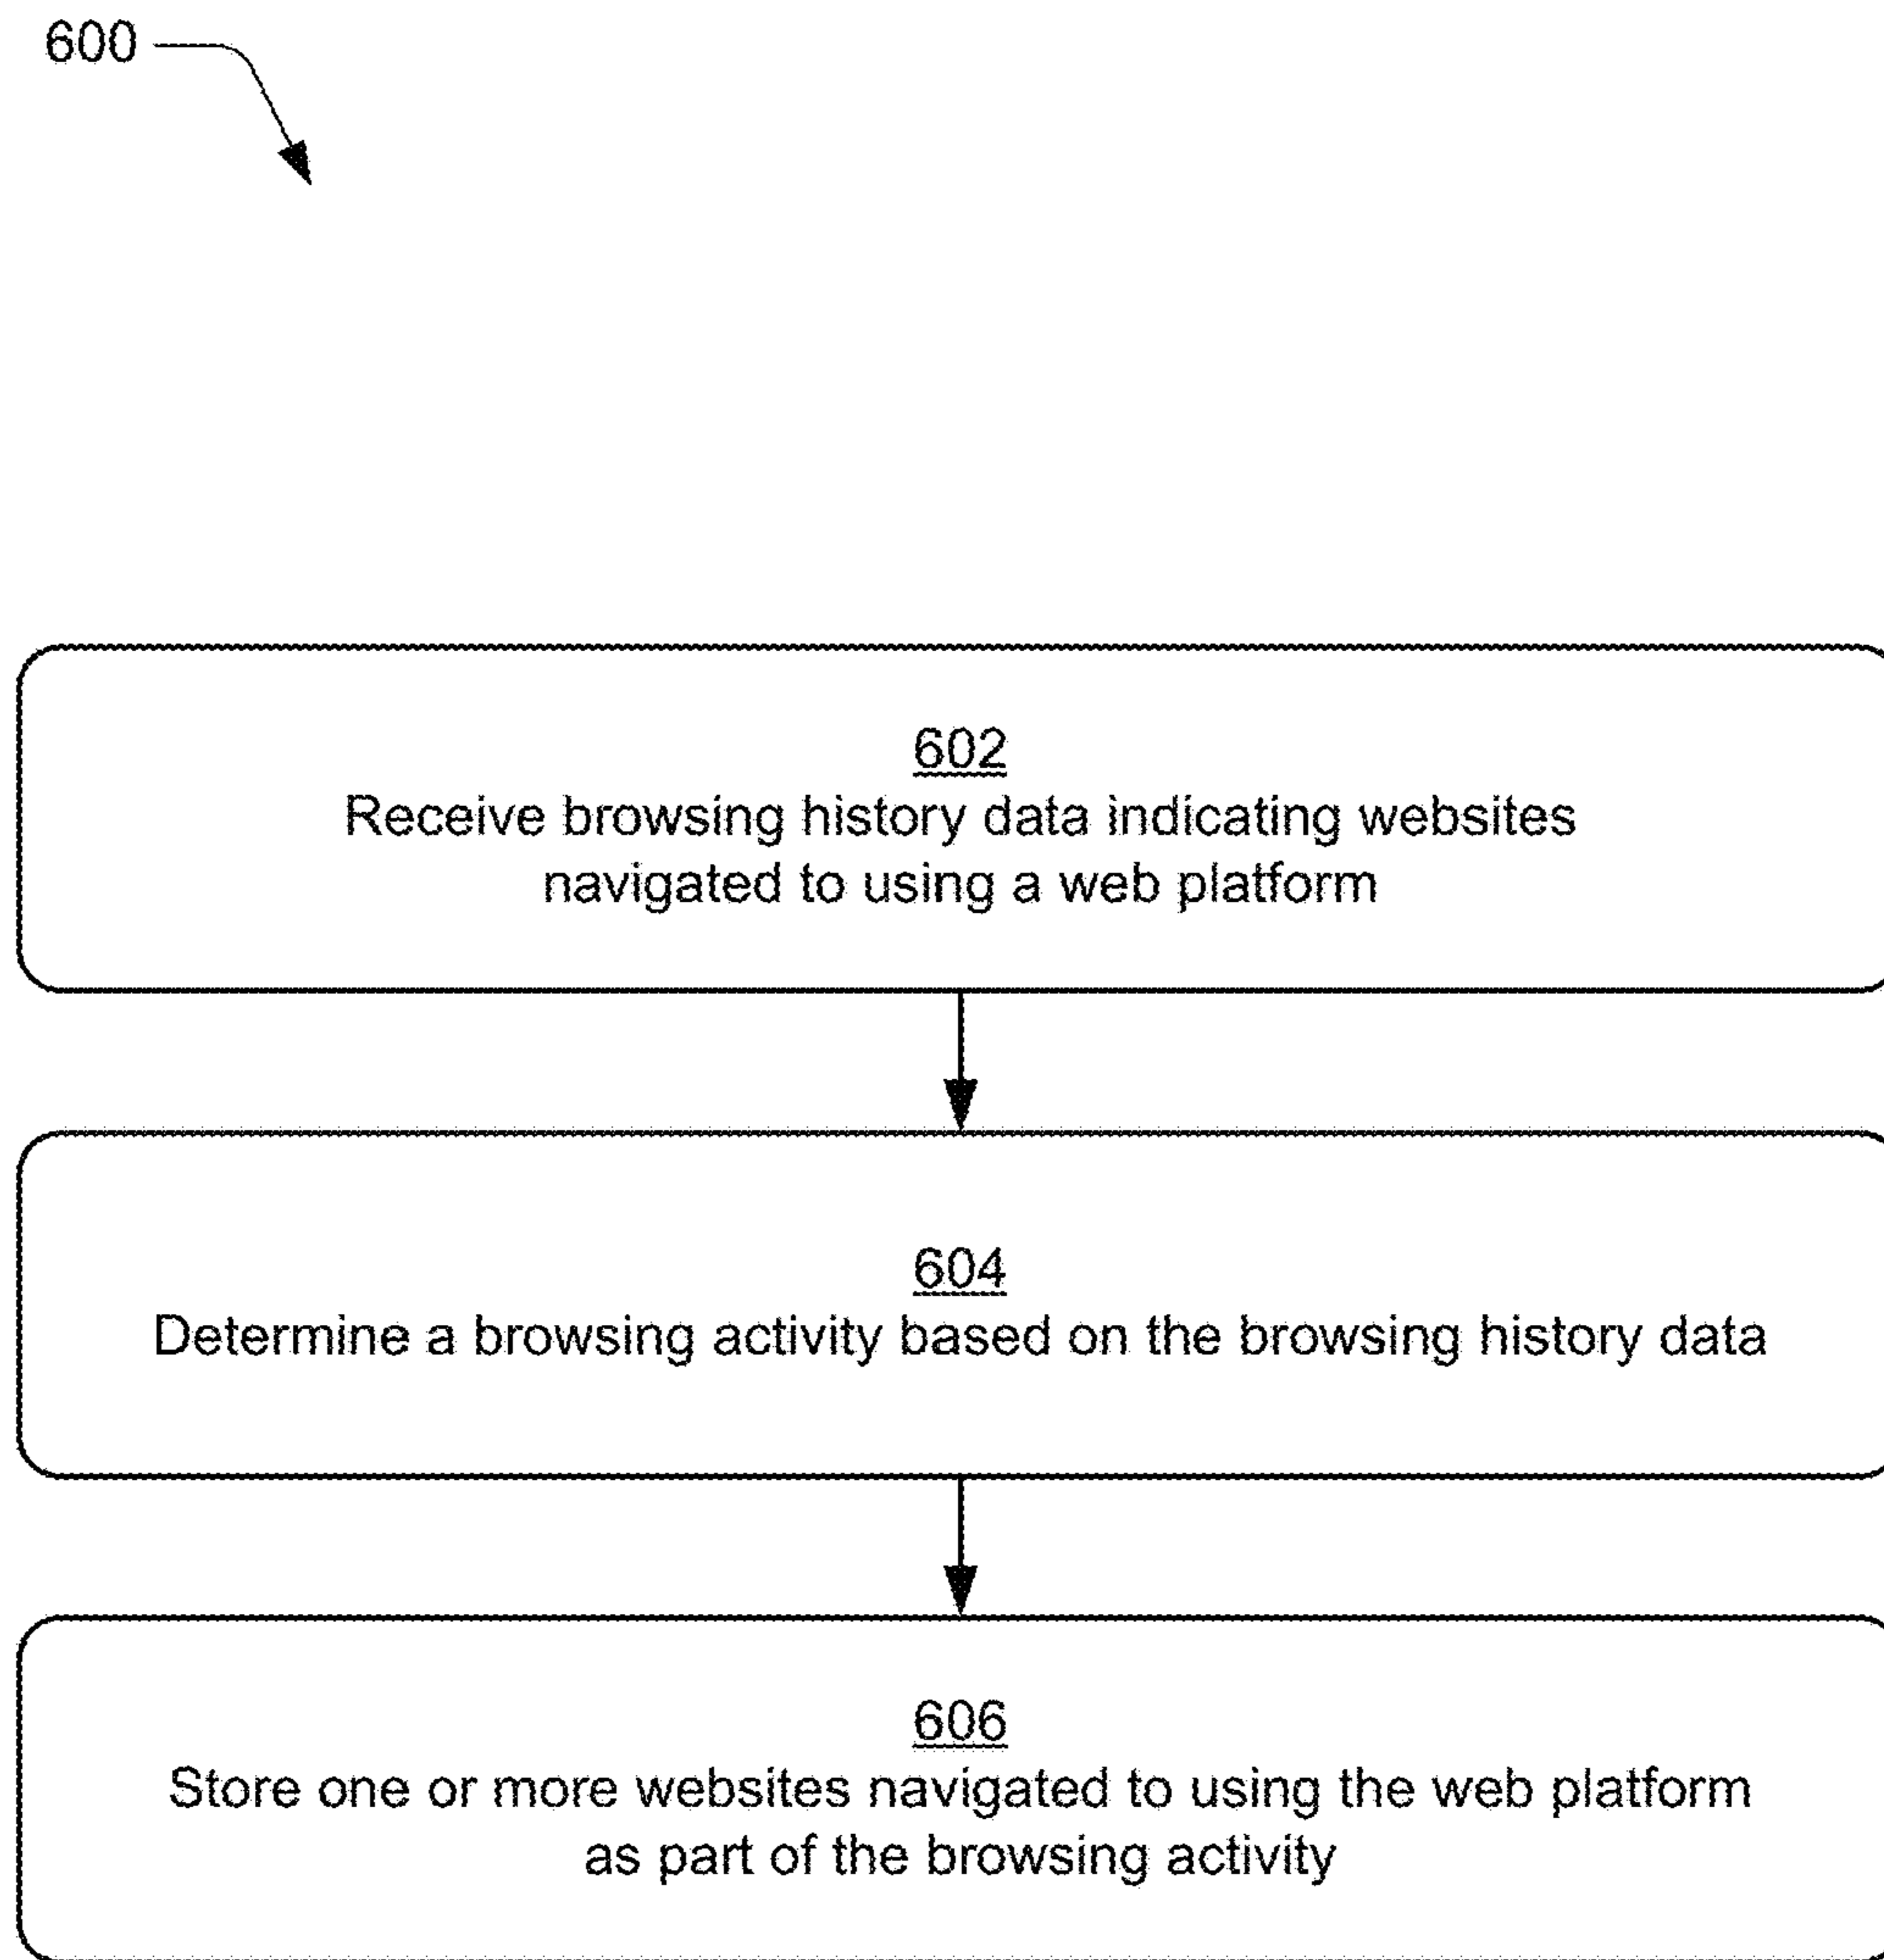 600
602
Receive browsing history data indicating websites
navigated to using a web platform
604
Determine a browsing activity based on the browsing history data
606
Store one or more websites navigated to using the web platform
as part of the browsing activity